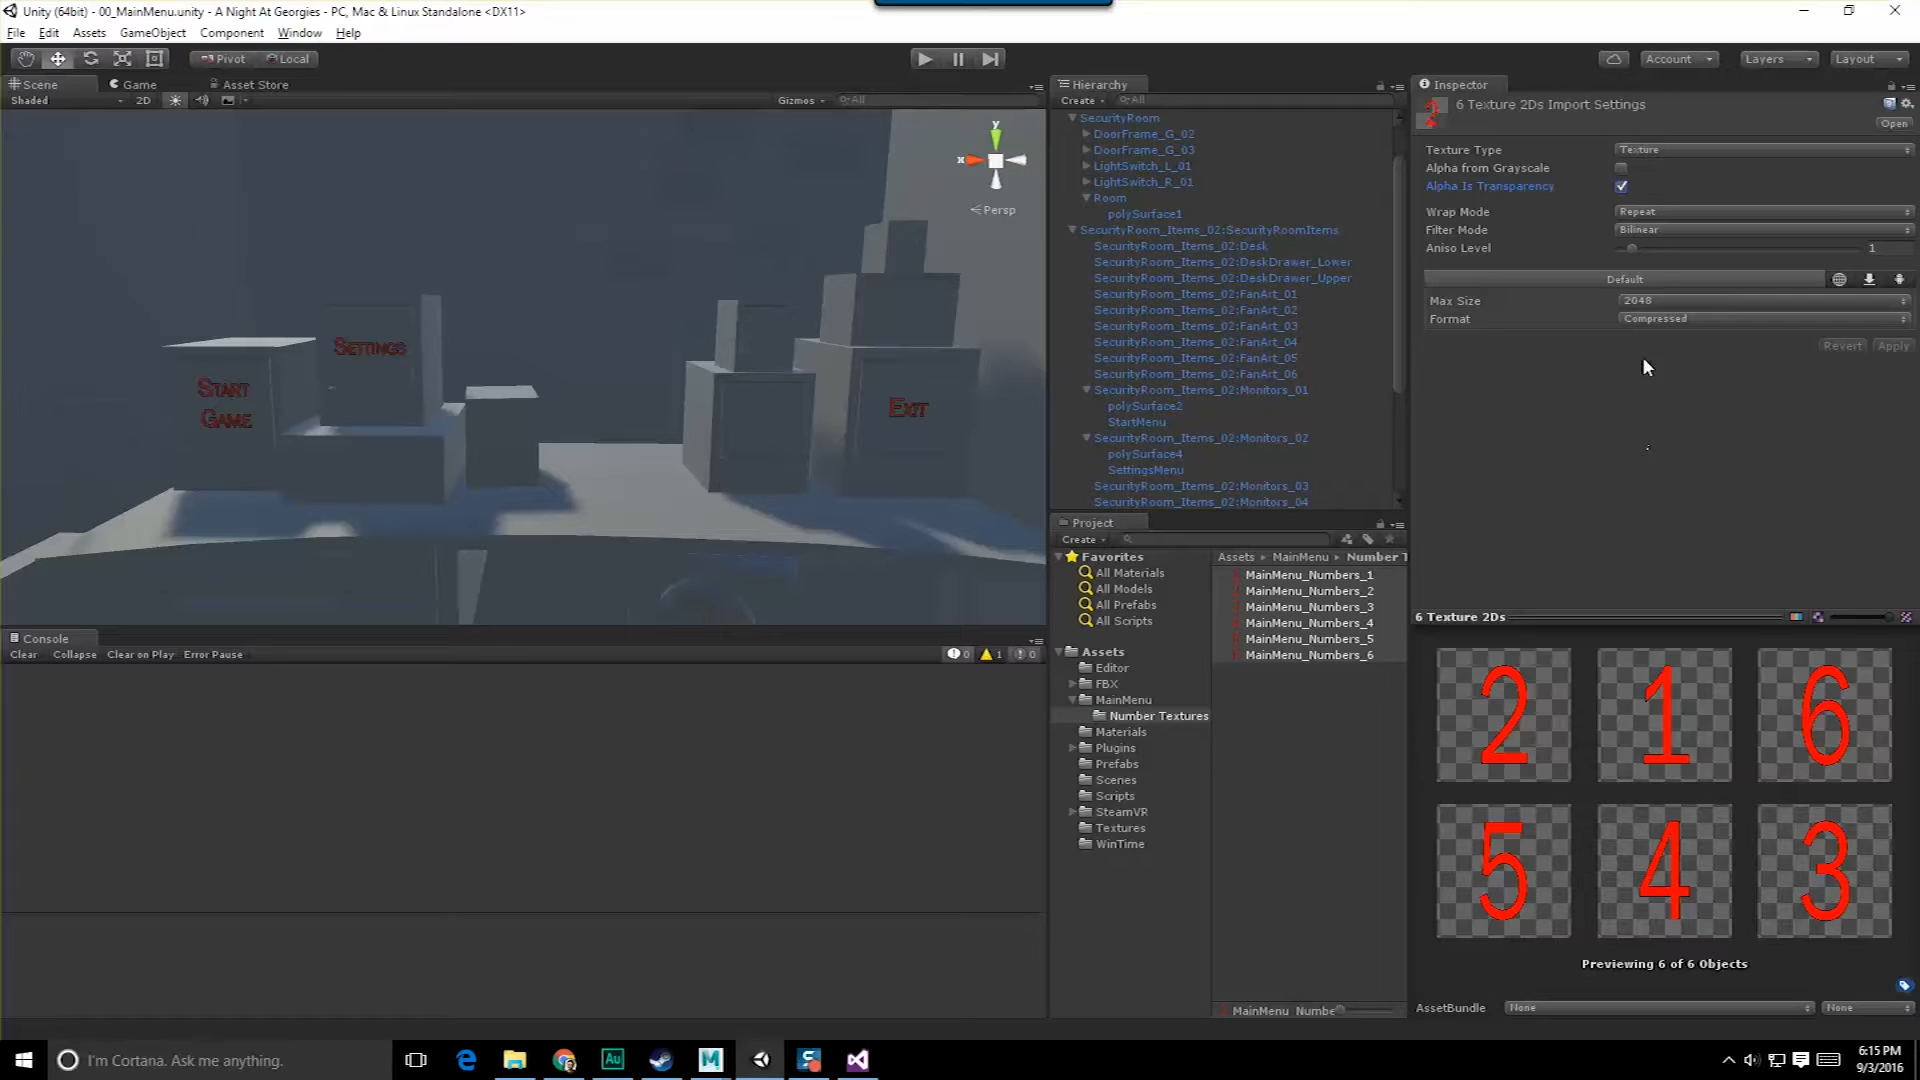 Unity (64bit) - 00_MainMenu.unity - A Night At Georgies - PC, Mac & Linux Standalone <DX11>
File Edit Assets GameObject Component Window Help
Pivot Local
Account Layers Layout
Scene Game Asset Store
Shaded 2D Gizmos All
y
x
Persp
START
GAME
SETTINGS
EXIT
Console
Clear Collapse Clear on Play Error Pause 0 1 0
Hierarchy
Create All
SecurityRoom
DoorFrame_G_02
DoorFrame_G_03
LightSwitch_L_01
LightSwitch_R_01
Room
polySurface1
SecurityRoom_Items_02:SecurityRoomItems
SecurityRoom_Items_02:Desk
SecurityRoom_Items_02:DeskDrawer_Lower
SecurityRoom_Items_02:DeskDrawer_Upper
SecurityRoom_Items_02:FanArt_01
SecurityRoom_Items_02:FanArt_02
SecurityRoom_Items_02:FanArt_03
SecurityRoom_Items_02:FanArt_04
SecurityRoom_Items_02:FanArt_05
SecurityRoom_Items_02:FanArt_06
SecurityRoom_Items_02:Monitors_01
polySurface2
StartMenu
SecurityRoom_Items_02:Monitors_02
polySurface4
SettingsMenu
SecurityRoom_Items_02:Monitors_03
SecurityRoom_Items_02:Monitors_04
Project
Create
Favorites
All Materials
All Models
All Prefabs
All Scripts
Assets
Editor
FBX
MainMenu
Number Textures
Materials
Plugins
Prefabs
Scenes
Scripts
SteamVR
Textures
WinTime
Assets MainMenu Number T
MainMenu_Numbers_1
MainMenu_Numbers_2
MainMenu_Numbers_3
MainMenu_Numbers_4
MainMenu_Numbers_5
MainMenu_Numbers_6
MainMenu_Numbe
Inspector
6 Texture 2Ds Import Settings
Open
Texture Type Texture
Alpha from Grayscale
Alpha Is Transparency
Wrap Mode Repeat
Filter Mode Bilinear
Aniso Level 1
Default
Max Size 2048
Format Compressed
Revert Apply
6 Texture 2Ds
2 1 6
5 4 3
Previewing 6 of 6 Objects
AssetBundle None None
I'm Cortana. Ask me anything.
Au
6:15 PM
9/3/2016